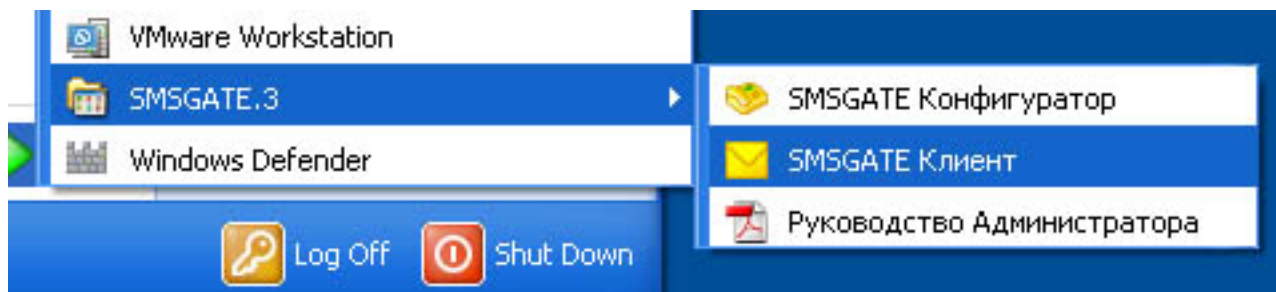 VMware Workstation
SMSGATE.3
Windows Defender
SMSGATE Конфигуратор
SMSGATE Клиент
Руководство Администратора
Log Off
Shut Down